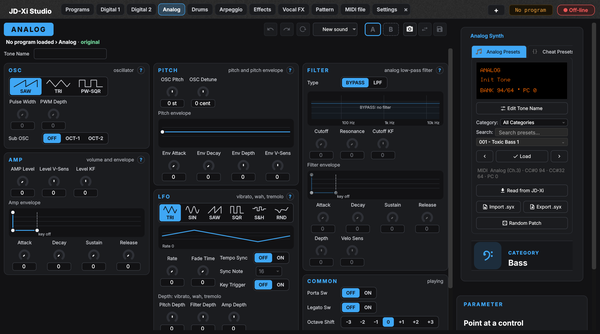 JD-Xi Studio
Programs
Digital 1
Digital 2
Analog
Drums
Arpeggio
Effects
Vocal FX
Pattern
MIDI file
Settings
×
+
No program
Off-line
ANALOG
No program loaded • Analog · original
New sound
A
B
Tone Name
OSC
oscillator
?
SAW
TRI
PW-SQR
Pulse Width
PWM Depth
0
0
Sub OSC
OFF
OCT-1
OCT-2
AMP
volume and envelope
?
AMP Level
Level V-Sens
Level KF
0
0
0
Amp envelope
key off
Attack
Decay
Sustain
Release
0
0
0
0
PITCH
pitch and pitch envelope
?
OSC Pitch
OSC Detune
0 st
0 cent
Pitch envelope
Env Attack
Env Decay
Env Depth
Env V-Sens
0
0
0
0
LFO
vibrato, wah, tremolo
?
TRI
SIN
SAW
SQR
S&H
RND
Rate 0
Rate
Fade Time
0
0
Tempo Sync
OFF
ON
Sync Note
16
Key Trigger
OFF
ON
Depth: vibrato, wah, tremolo
Pitch Depth
Filter Depth
Amp Depth
FILTER
analog low-pass filter
?
Type
BYPASS
LPF
BYPASS: no filter
100 Hz
1k Hz
10k Hz
Cutoff
Resonance
Cutoff KF
0
0
0
Filter envelope
key off
Attack
Decay
Sustain
Release
0
0
0
0
Depth
Velo Sens
0
0
COMMON
playing
Porta Sw
OFF
ON
Legato Sw
OFF
ON
Octave Shift
-3
-2
-1
0
+1
+2
+3
Analog Synth
Analog Presets
Cheat Presets
ANALOG
Init Tone
BANK 94/64 * PC 0
Edit Tone Name
Category:
All Categories
Search:
Search presets...
001 - Toxic Bass 1
‹
Load
›
MIDI Analog (Ch.3) · CC#0 94 · CC#32
64 · PC 0
Read from JD-Xi
Import .syx
Export .syx
Random Patch
CATEGORY
Bass
PARAMETER
Point at a control